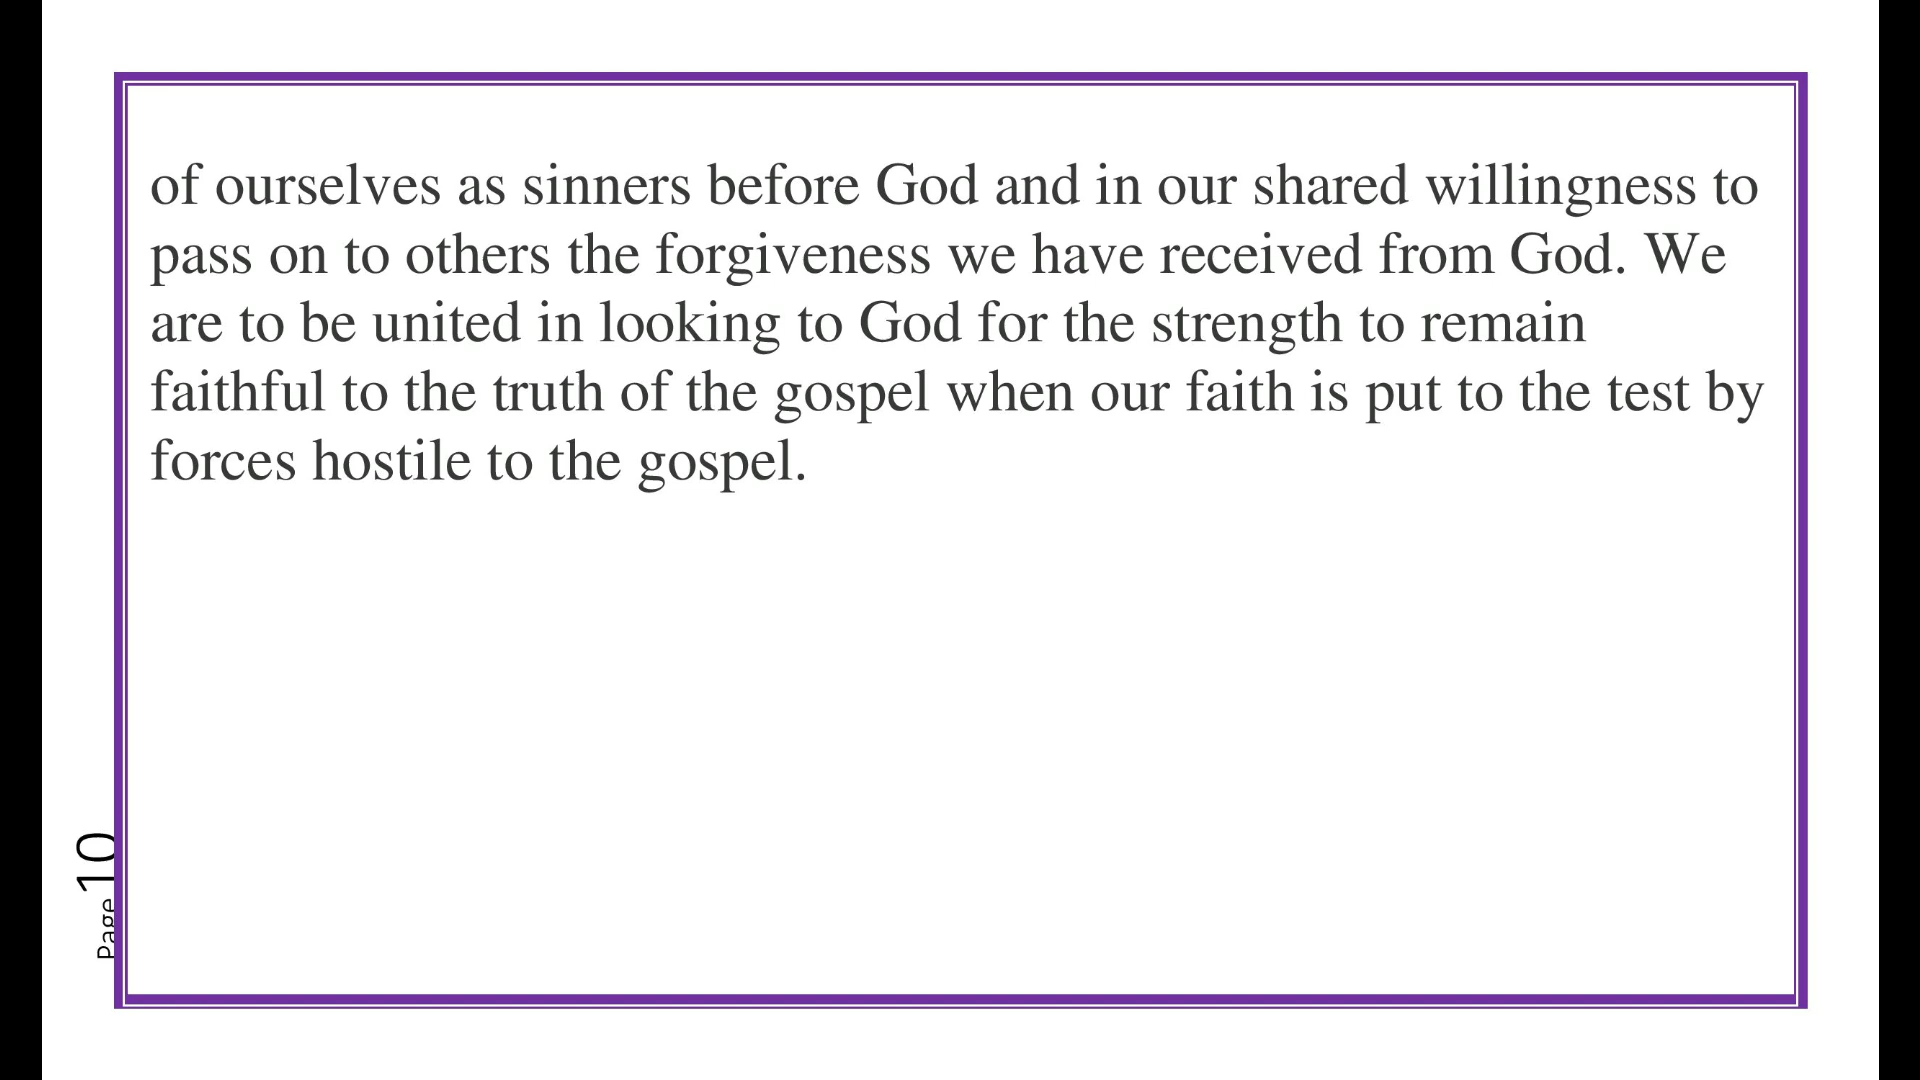 of ourselves as sinners before God and in our shared willingness to
pass on to others the forgiveness we have received from God. We
are to be united in looking to God for the strength to remain
faithful to the truth of the gospel when our faith is put to the test by
forces hostile to the gospel.
Page 10